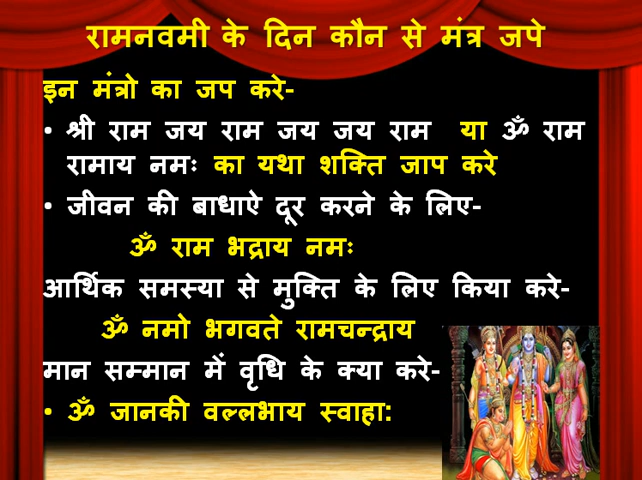 रामनवमी के दिन कौन से मंत्र जपे
इन मंत्रो का जप करे-
• श्री राम जय राम जय जय राम या ॐ राम
रामाय नमः का यथा शक्ति जाप करे
• जीवन की बाधाऐ दूर करने के लिए-
ॐ राम भद्राय नमः
आर्थिक समस्या से मुक्ति के लिए किया करे-
ॐ नमो भगवते रामचन्द्राय
मान सम्मान में वृधि के क्या करे-
• ॐ जानकी वल्लभाय स्वाहा: